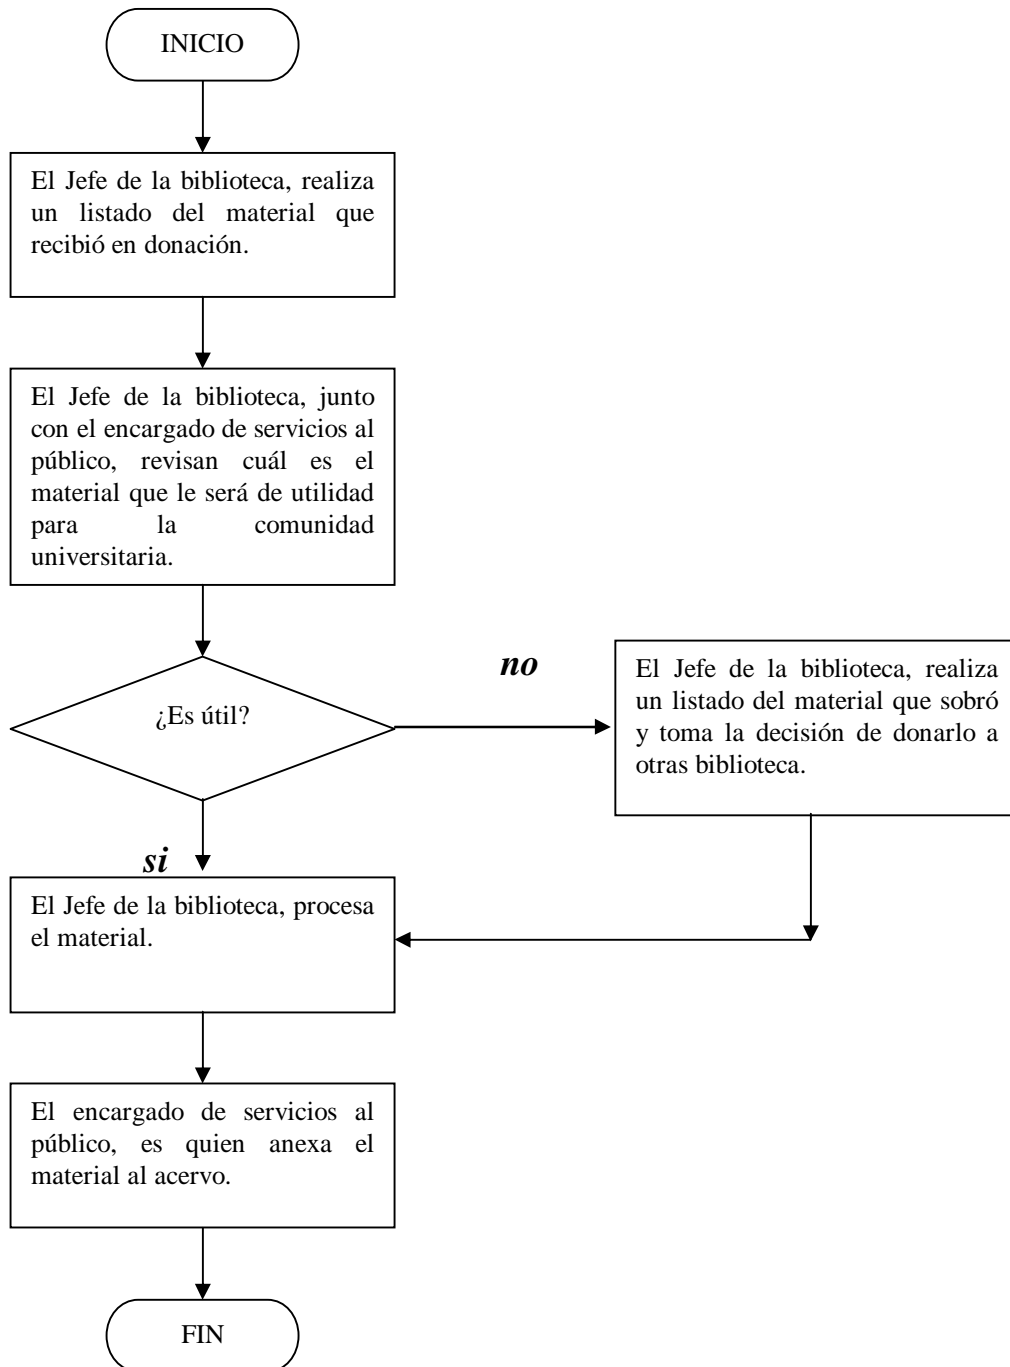 INICIO
El Jefe de la biblioteca, realiza
un listado del material que
recibió en donación.
El Jefe de la biblioteca, junto
con el encargado de servicios al
público, revisan cuál es el
material que le será de utilidad
para la comunidad
universitaria.
¿Es útil?
no
El Jefe de la biblioteca, realiza
un listado del material que sobró
y toma la decisión de donarlo a
otras biblioteca.
si
El Jefe de la biblioteca, procesa
el material.
El encargado de servicios al
público, es quien anexa el
material al acervo.
FIN